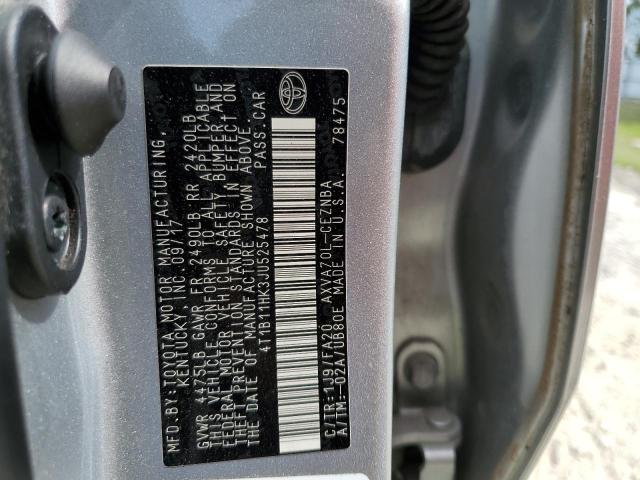 MFD. BY: TOYOTA MOTOR MANUFACTURING,
KENTUCKY INC. 09/17
GVWR 4475LB GAWR FR 2490LB RR 2420LB
THIS VEHICLE CONFORMS TO ALL APPLICABLE
FEDERAL MOTOR VEHICLE SAFETY, BUMPER, AND
THEFT PREVENTION STANDARDS IN EFFECT ON
THE DATE OF MANUFACTURE SHOWN ABOVE.
4T1B11HK3JU525478 PASS.CAR
C/TR:1J9/FA20 AXVA70L-CEZNBA
A/TM:-02A/UB80E MADE IN U.S.A. 78475